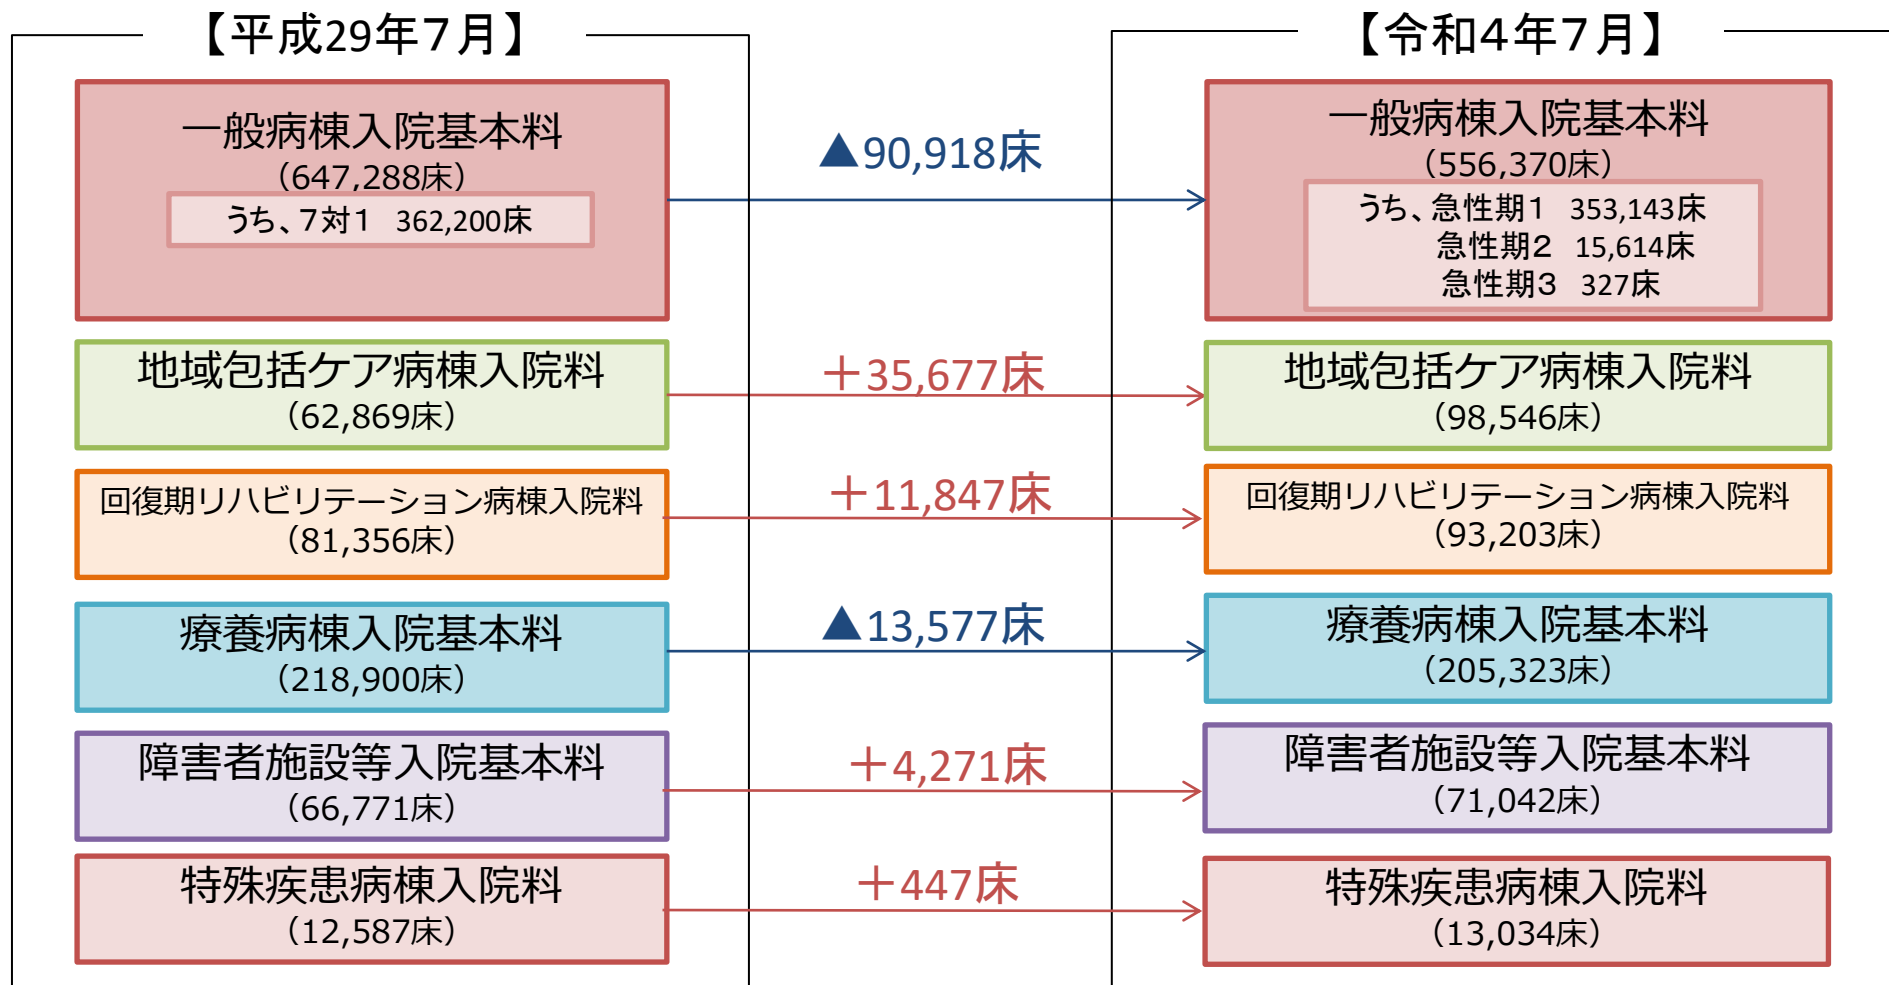 【平成29年７月】
一般病棟入院基本料
（647,288床）
うち、７対１　362,200床
地域包括ケア病棟入院料
（62,869床）
回復期リハビリテーション病棟入院料
（81,356床）
療養病棟入院基本料
（218,900床）
障害者施設等入院基本料
（66,771床）
特殊疾患病棟入院料
（12,587床）
▲90,918床
＋35,677床
＋11,847床
▲13,577床
＋4,271床
＋447床
【令和４年７月】
一般病棟入院基本料
（556,370床）
うち、急性期１　353,143床
急性期２　15,614床
急性期３　327床
地域包括ケア病棟入院料
（98,546床）
回復期リハビリテーション病棟入院料
（93,203床）
療養病棟入院基本料
（205,323床）
障害者施設等入院基本料
（71,042床）
特殊疾患病棟入院料
（13,034床）